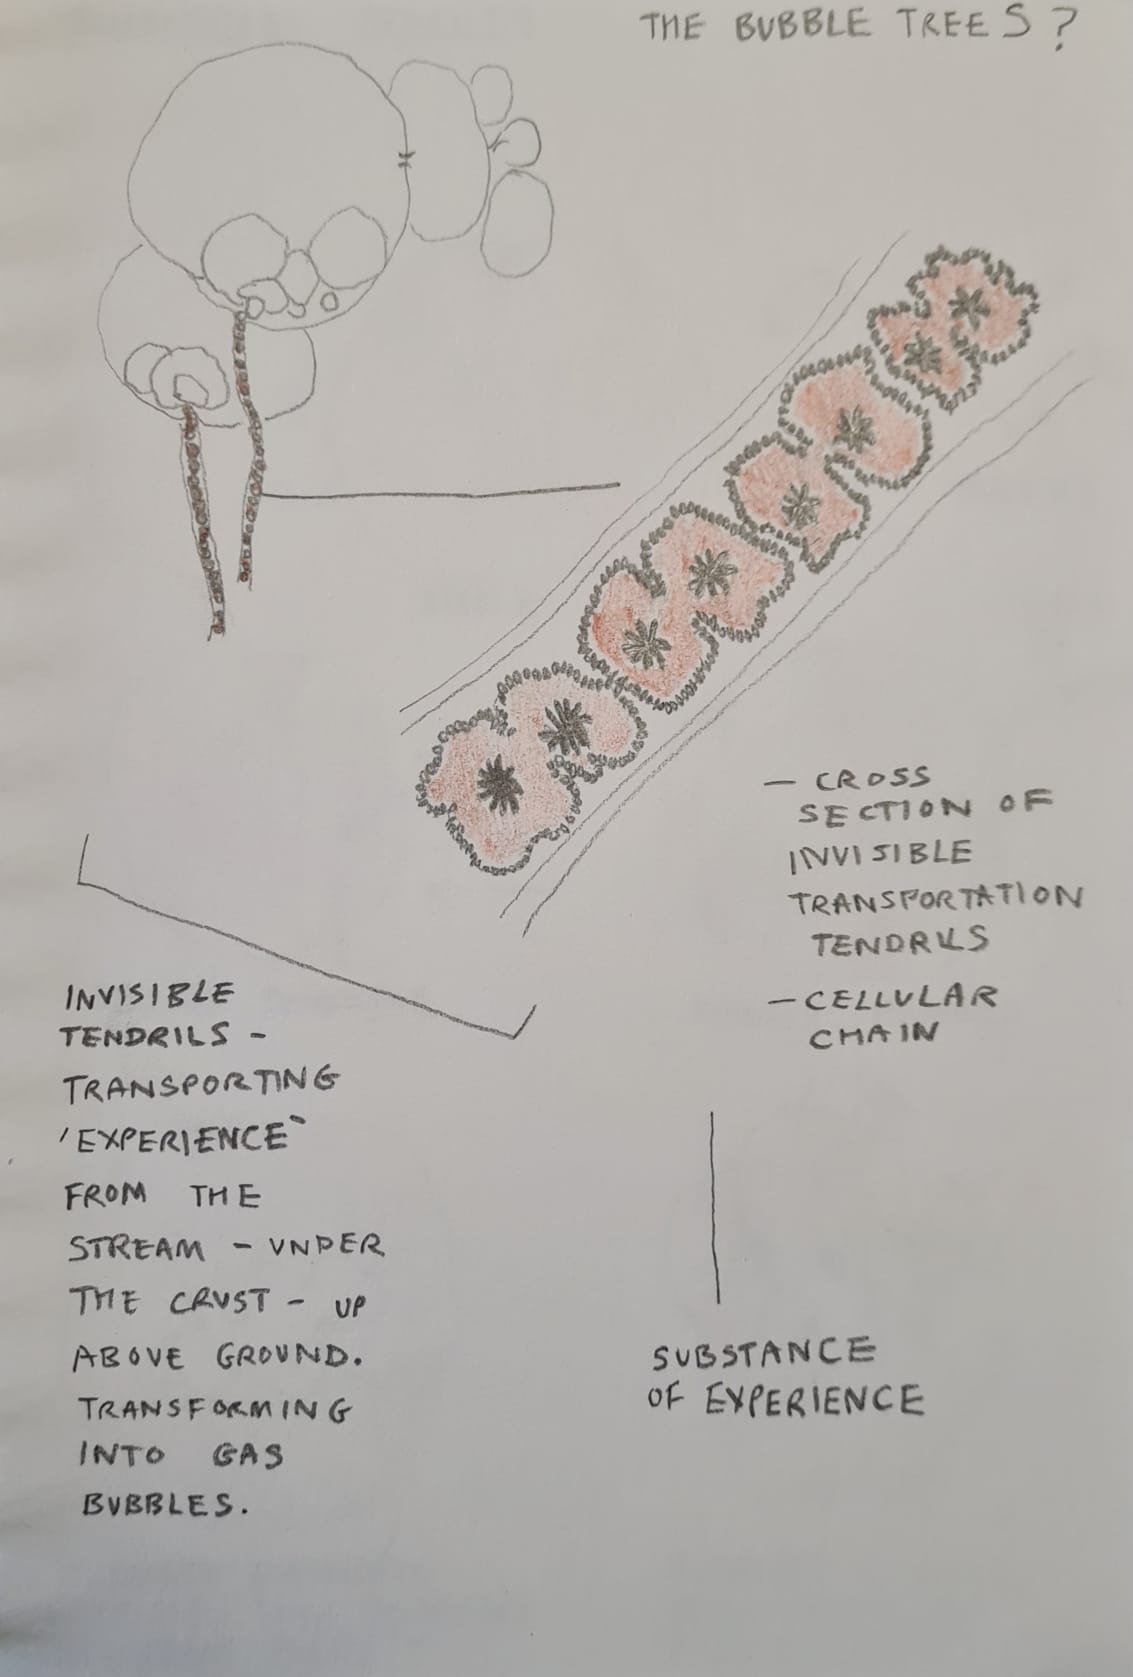 THE BUBBLE TREES?
— CROSS
SECTION OF
INVISIBLE
TRANSPORTATION
TENDRILS
— CELLULAR
CHAIN
INVISIBLE
TENDRILS —
TRANSPORTING
'EXPERIENCE`
FROM THE
STREAM — UNDER
THE CRUST — UP
ABOVE GROUND.
TRANSFORMING
INTO GAS
BUBBLES.
SUBSTANCE
OF EXPERIENCE